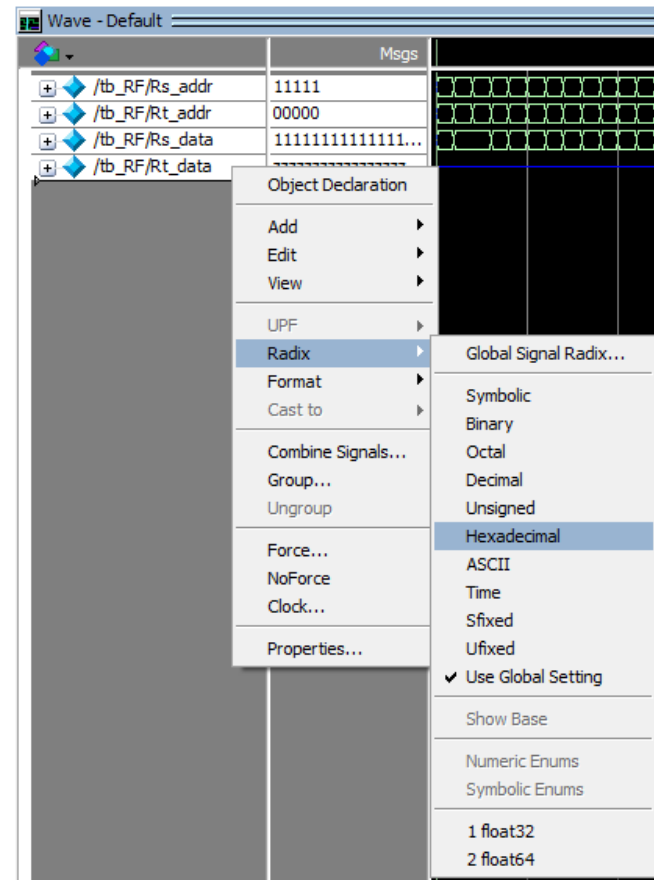 Wave - Default
Msgs
/tb_RF/Rs_addr 11111
/tb_RF/Rt_addr 00000
/tb_RF/Rs_data 11111111111111...
/tb_RF/Rt_data
Object Declaration
Add
Edit
View
UPF
Radix
Format
Cast to
Combine Signals...
Group...
Ungroup
Force...
NoForce
Clock...
Properties...
Global Signal Radix...
Symbolic
Binary
Octal
Decimal
Unsigned
Hexadecimal
ASCII
Time
Sfixed
Ufixed
Use Global Setting
Show Base
Numeric Enums
Symbolic Enums
1 float32
2 float64